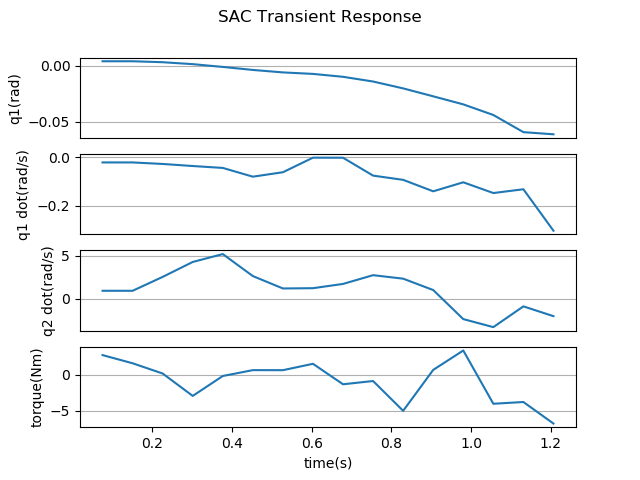 SAC Transient Response
q1(rad)
0.00
−0.05
q1 dot(rad/s)
0.0
−0.2
q2 dot(rad/s)
5
0
torque(Nm)
0
−5
0.2 0.4 0.6 0.8 1.0 1.2
time(s)